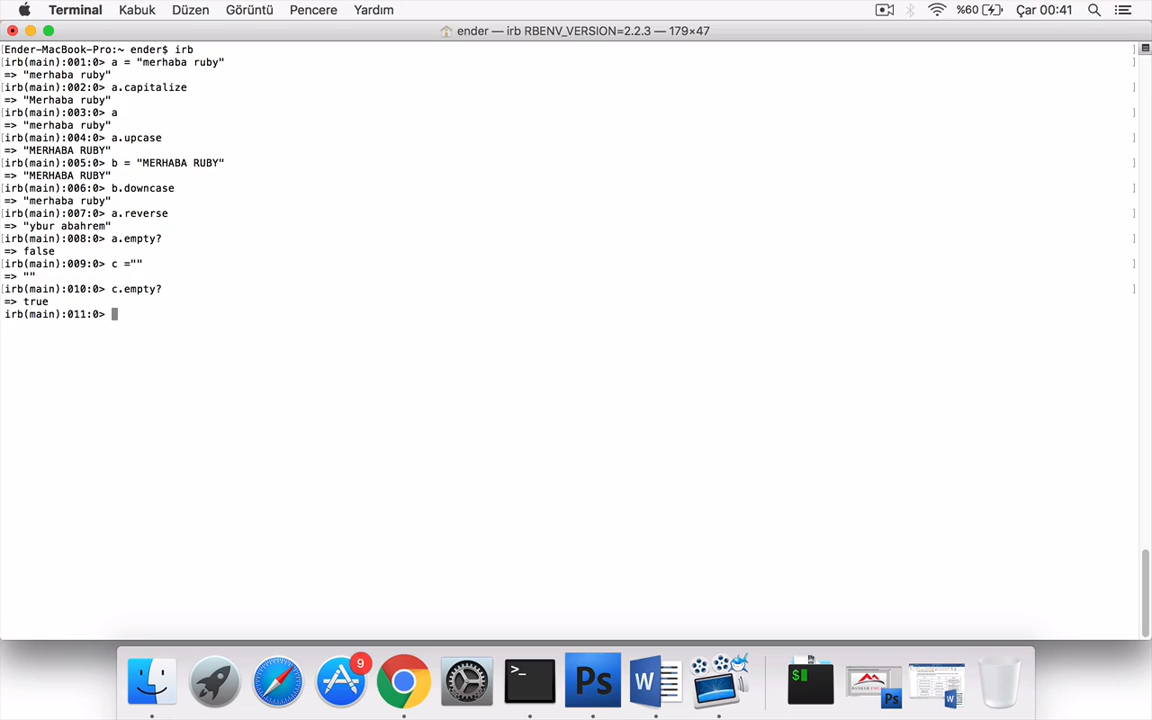 Terminal Kabuk Düzen Görüntü Pencere Yardım %60 Çar 00:41
ender — irb RBENV_VERSION=2.2.3 — 179×47
[Ender-MacBook-Pro:~ ender$ irb ]
[irb(main):001:0> a = "merhaba ruby" ]
=> "merhaba ruby"
[irb(main):002:0> a.capitalize ]
=> "Merhaba ruby"
[irb(main):003:0> a ]
=> "merhaba ruby"
[irb(main):004:0> a.upcase ]
=> "MERHABA RUBY"
[irb(main):005:0> b = "MERHABA RUBY" ]
=> "MERHABA RUBY"
[irb(main):006:0> b.downcase ]
=> "merhaba ruby"
[irb(main):007:0> a.reverse ]
=> "ybur abahrem"
[irb(main):008:0> a.empty? ]
=> false
[irb(main):009:0> c ="" ]
=> ""
[irb(main):010:0> c.empty? ]
=> true
irb(main):011:0>
9
>_
Ps
W
$
Ps
W